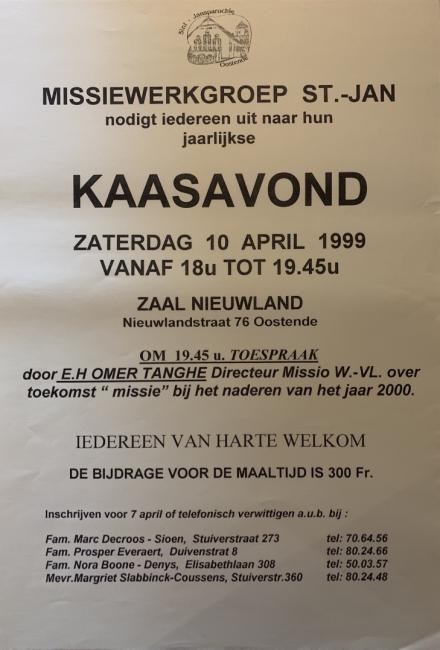 Sint - Jansparochie
Oostende
MISSIEWERKGROEP ST.-JAN
nodigt iedereen uit naar hun
jaarlijkse
KAASAVOND
ZATERDAG 10 APRIL 1999
VANAF 18u TOT 19.45u
ZAAL NIEUWLAND
Nieuwlandstraat 76 Oostende
OM 19.45 u. TOESPRAAK
door E.H OMER TANGHE Directeur Missio W.-VL. over
toekomst “ missie” bij het naderen van het jaar 2000.
IEDEREEN VAN HARTE WELKOM
DE BIJDRAGE VOOR DE MAALTIJD IS 300 Fr.
Inschrijven voor 7 april of telefonisch verwittigen a.u.b. bij :
Fam. Marc Decroos - Sioen, Stuiverstraat 273 tel: 70.64.56
Fam. Prosper Everaert, Duivenstrat 8 tel: 80.24.66
Fam. Nora Boone - Denys, Elisabethlaan 308 tel: 50.03.57
Mevr.Margriet Slabbinck-Coussens, Stuiverstr.360 tel: 80.24.48